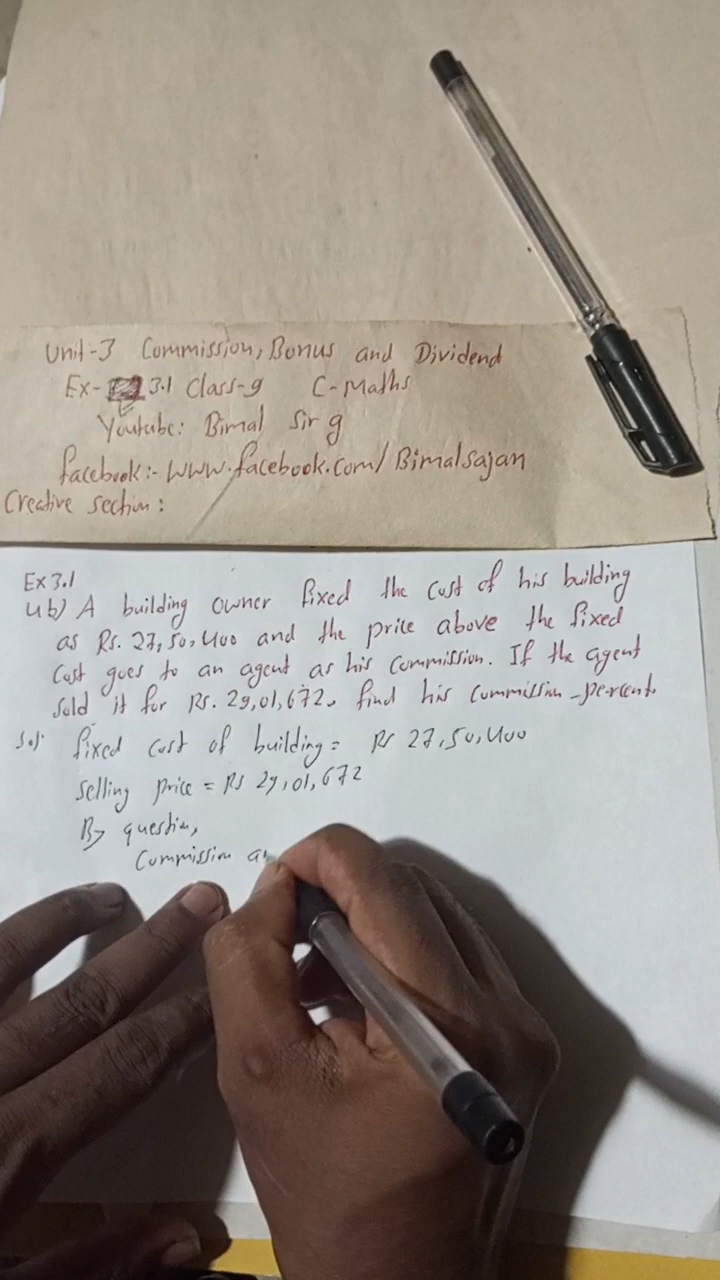 Unit-3 Commission, Bonus and Dividend
Ex- 3.1 Class-9 C-Maths
Youtube: Bimal Sir g
facebook:- www.facebook.com/Bimalsajan
Creative section:
Ex 3.1
4b) A building owner fixed the cost of his building
as Rs. 27,50,400 and the price above the fixed
cost goes to an agent as his commission. If the agent
sold it for Rs. 29,01,672, find his commission-percent.
Sol fixed cost of building = Rs 27,50,400
Selling price = Rs 29,01,672
By question,
Commission